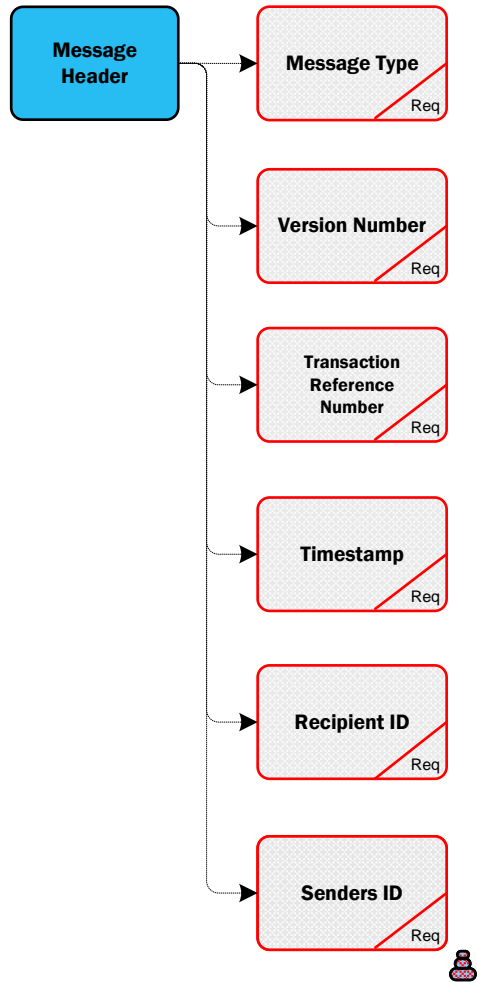 Message
Header
Message Type
Req
Version Number
Req
Transaction
Reference
Number
Req
Timestamp
Req
Recipient ID
Req
Senders ID
Req